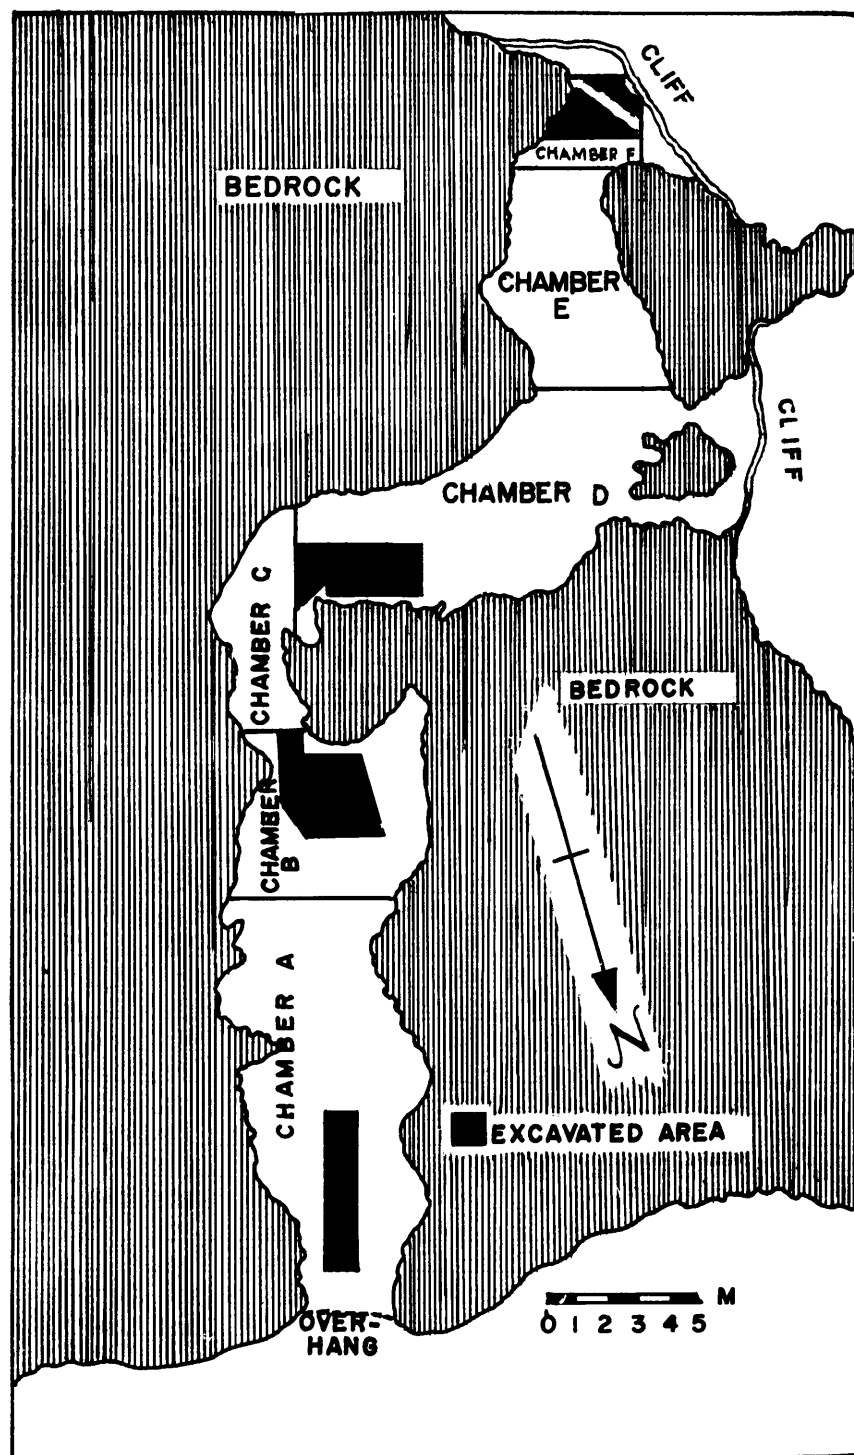 CLIFF
BEDROCK
CHAMBER F
CHAMBER
E
CLIFF
CHAMBER D
CHAMBER C
BEDROCK
CHAMBER
B
CHAMBER A
N
EXCAVATED AREA
M
0 1 2 3 4 5
OVER-
HANG